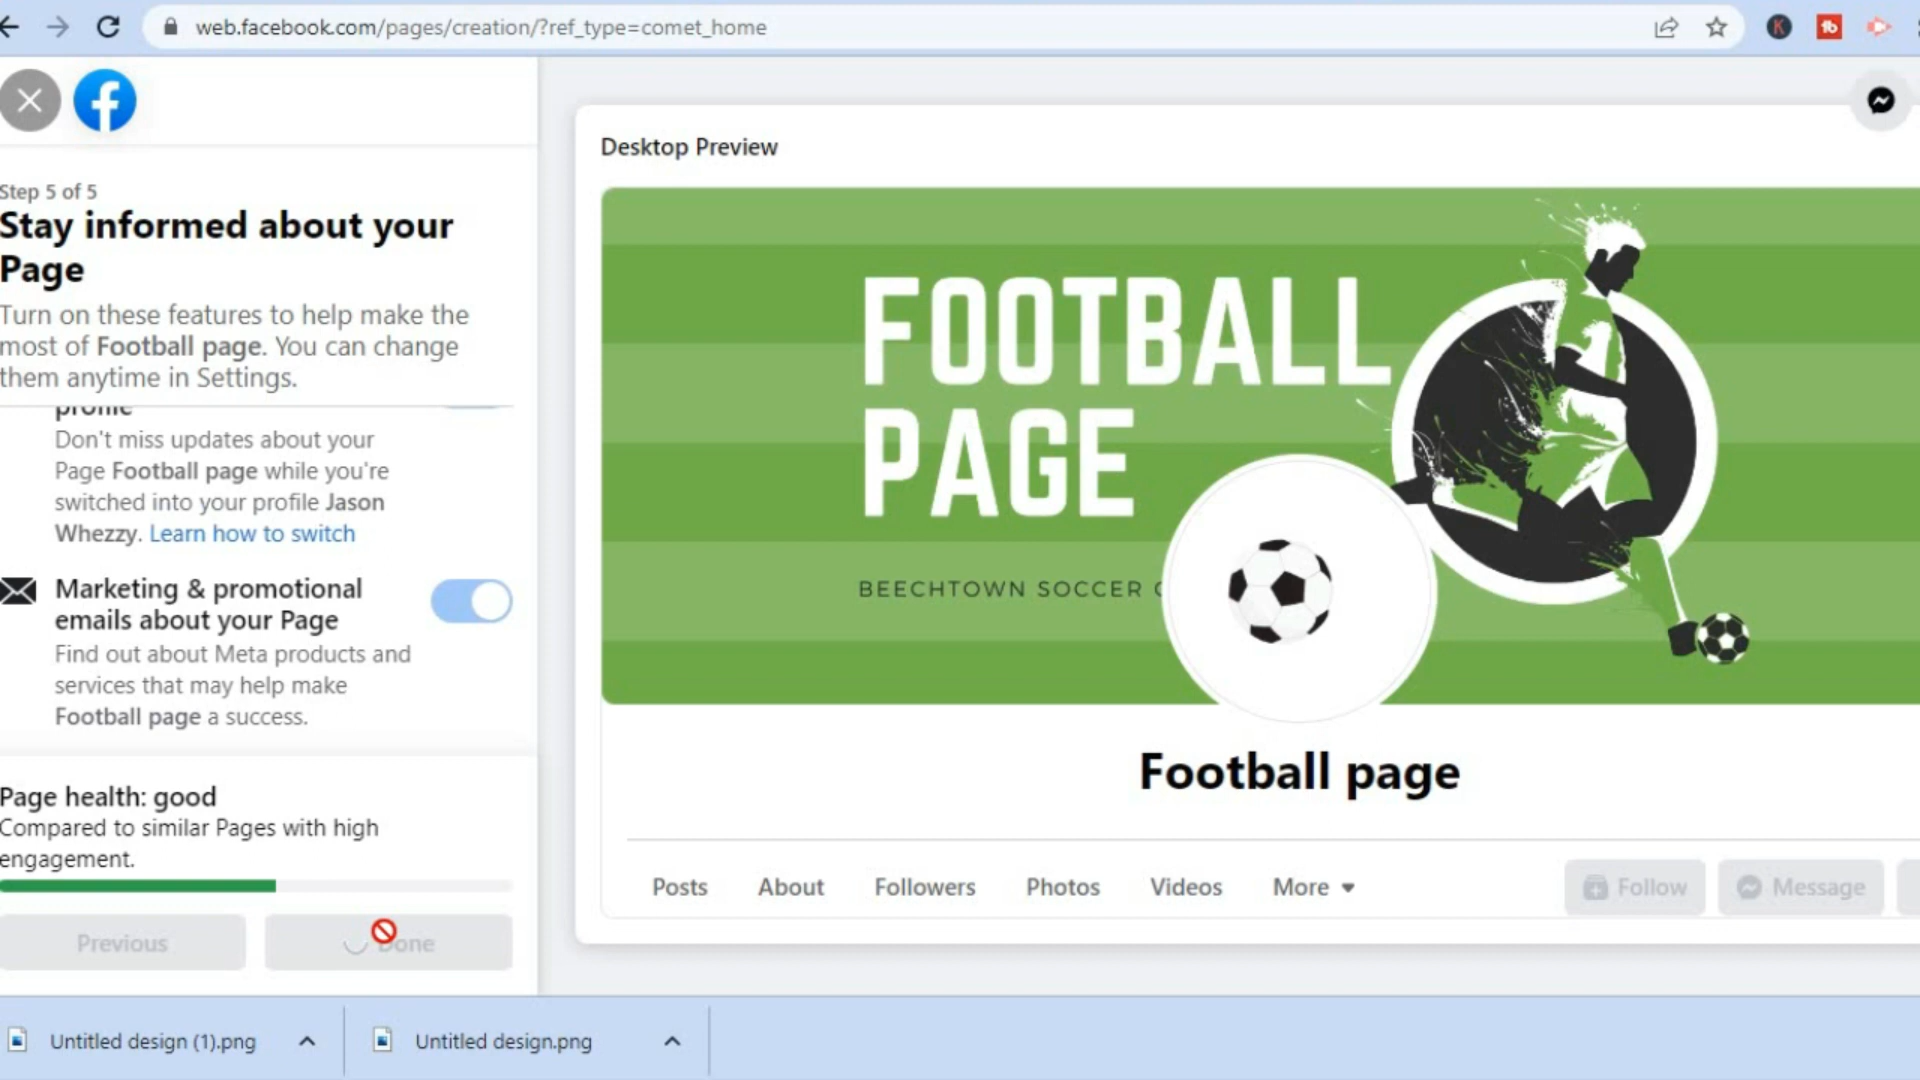 web.facebook.com/pages/creation/?ref_type=comet_home
Step 5 of 5
Stay informed about your
Page
Turn on these features to help make the
most of Football page. You can change
them anytime in Settings.
profile
Don't miss updates about your
Page Football page while you're
switched into your profile Jason
Whezzy. Learn how to switch
Marketing & promotional
emails about your Page
Find out about Meta products and
services that may help make
Football page a success.
Page health: good
Compared to similar Pages with high
engagement.
Previous
Done
Desktop Preview
FOOTBALL
PAGE
BEECHTOWN SOCCER
Football page
Posts About Followers Photos Videos More
Follow Message
Untitled design (1).png
Untitled design.png